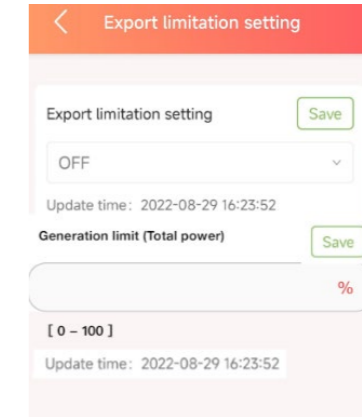 Export limitation setting
Export limitation setting
Save
OFF
Update time: 2022-08-29 16:23:52
Generation limit (Total power)
Save
%
[ 0 – 100 ]
Update time: 2022-08-29 16:23:52